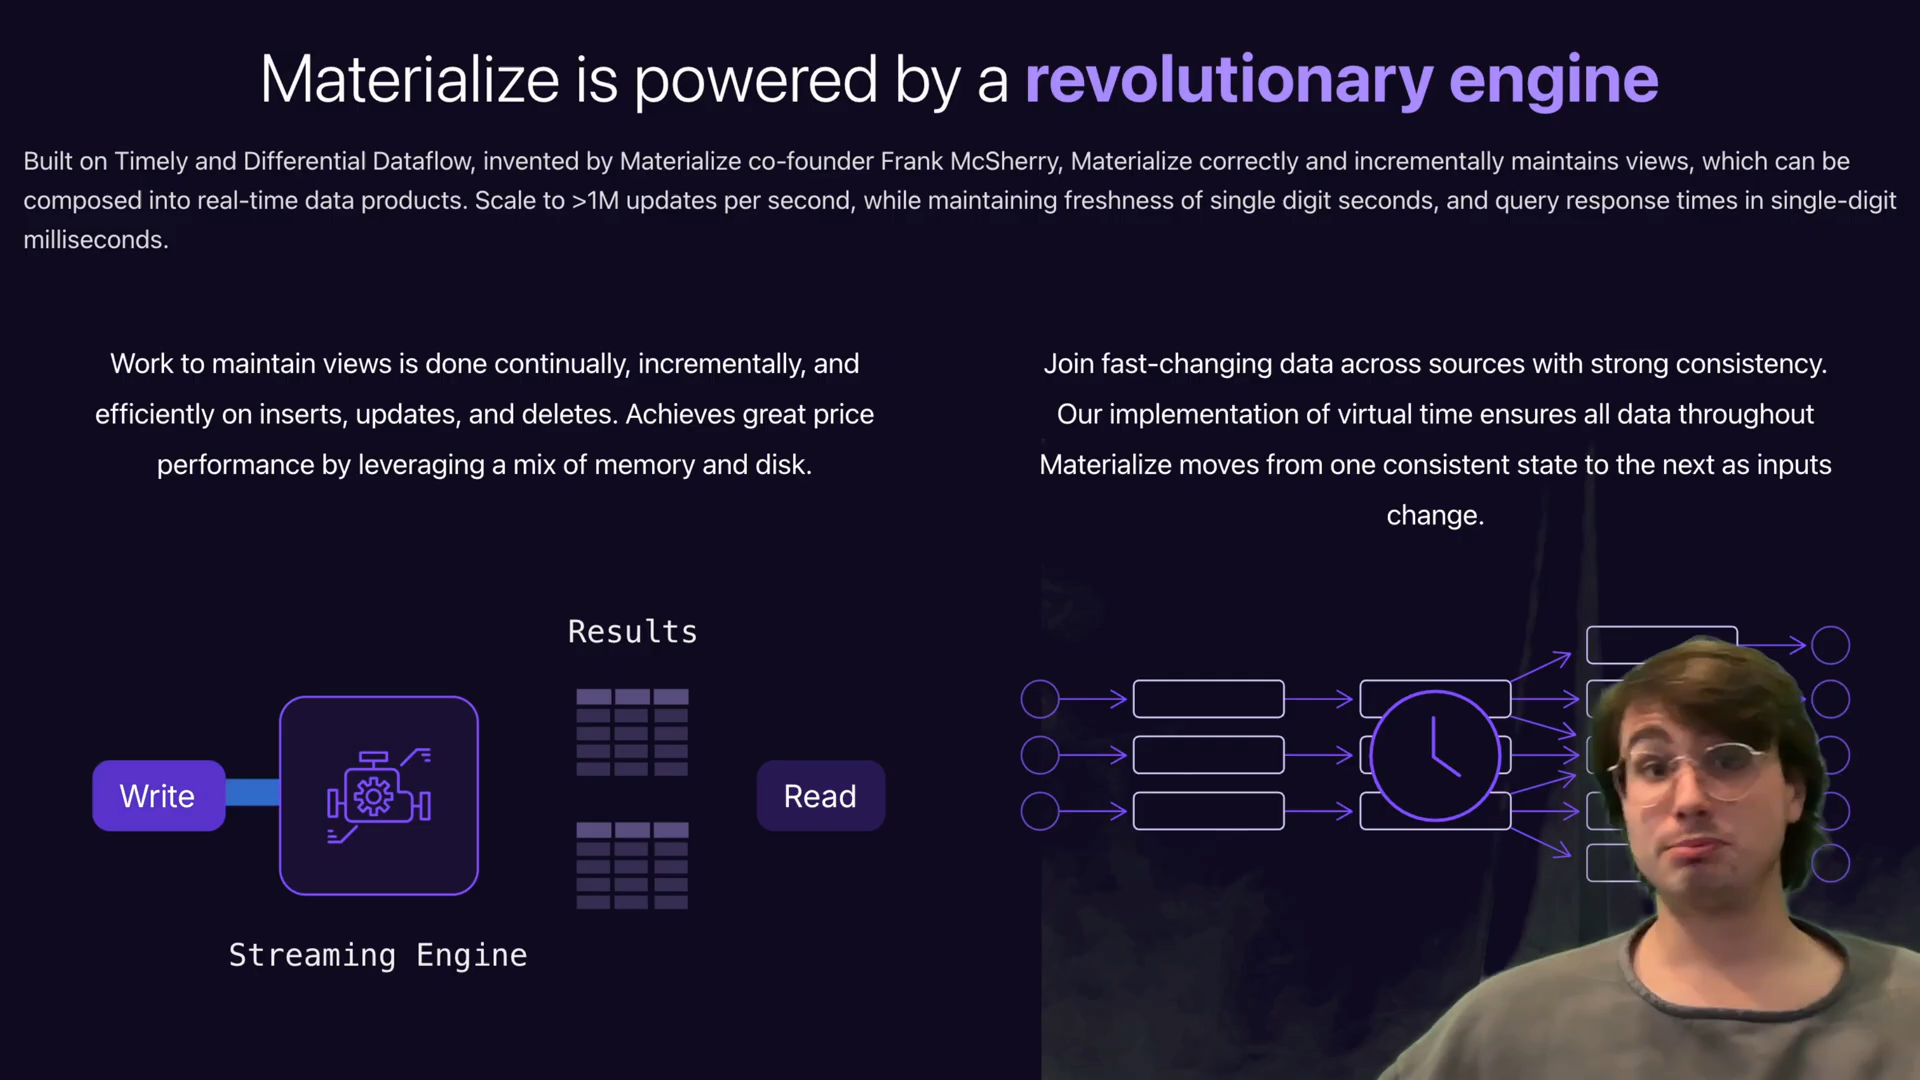 Materialize is powered by a revolutionary engine
Built on Timely and Differential Dataflow, invented by Materialize co-founder Frank McSherry, Materialize correctly and incrementally maintains views, which can be
composed into real-time data products. Scale to >1M updates per second, while maintaining freshness of single digit seconds, and query response times in single-digit
milliseconds.
Work to maintain views is done continually, incrementally, and
efficiently on inserts, updates, and deletes. Achieves great price
performance by leveraging a mix of memory and disk.
Join fast-changing data across sources with strong consistency.
Our implementation of virtual time ensures all data throughout
Materialize moves from one consistent state to the next as inputs
change.
Results
Write
Read
Streaming Engine